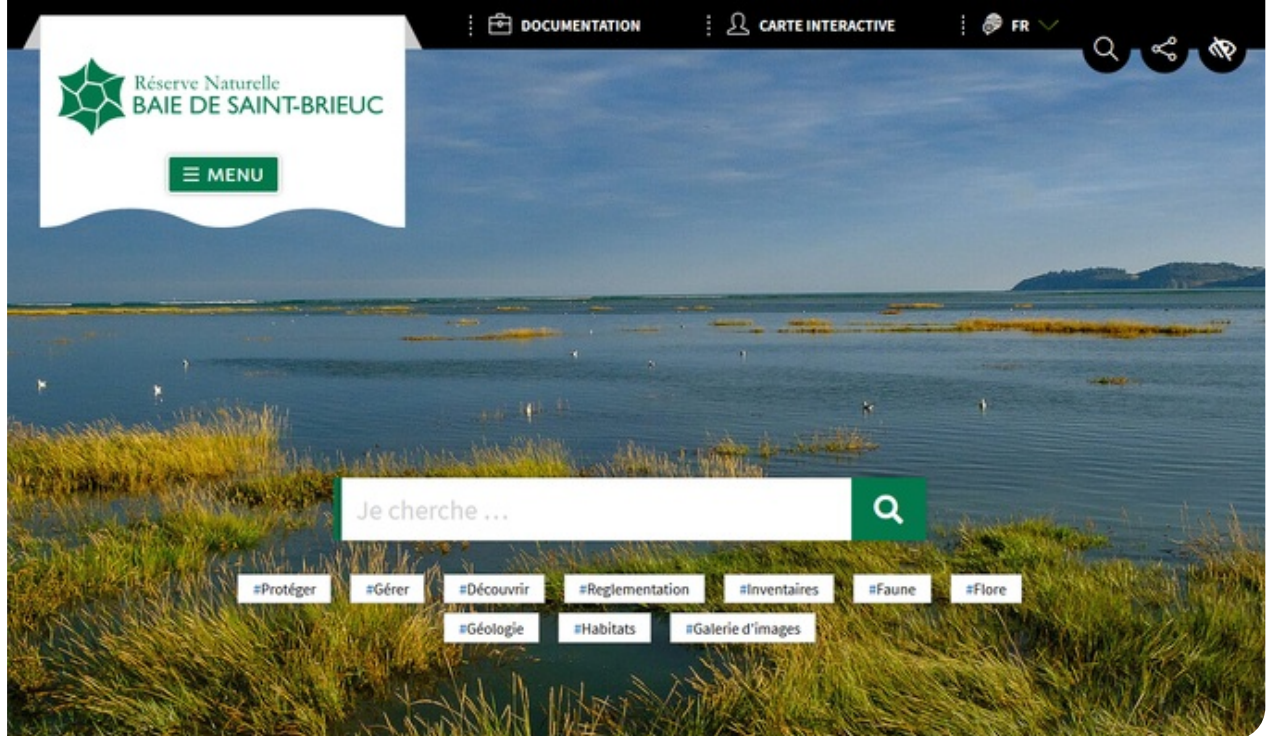 DOCUMENTATION
CARTE INTERACTIVE
FR
Réserve Naturelle
BAIE DE SAINT-BRIEUC
MENU
Je cherche ...
#Protéger
#Gérer
#Découvrir
#Reglementation
#Inventaires
#Faune
#Flore
#Géologie
#Habitats
#Galerie d'images